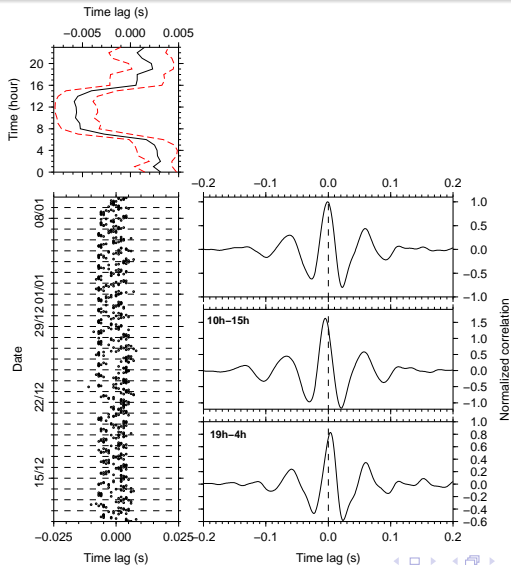 Time lag (s)
−0.005 0.000 0.005
20
16
12
8
4
0
Time (hour)
−0.2 −0.1 0.0 0.1 0.2
08/01
29/12 01/01
22/12
15/12
Date
−0.025 0.000 0.025
Time lag (s)
1.0
0.5
0.0
−0.5
−1.0
10h−15h
1.5
1.0
0.5
0.0
−0.5
−1.0
19h−4h
1.0
0.8
0.6
0.4
0.2
0.0
−0.2
−0.4
−0.6
−0.2 −0.1 0.0 0.1 0.2
Time lag (s)
Normalized correlation